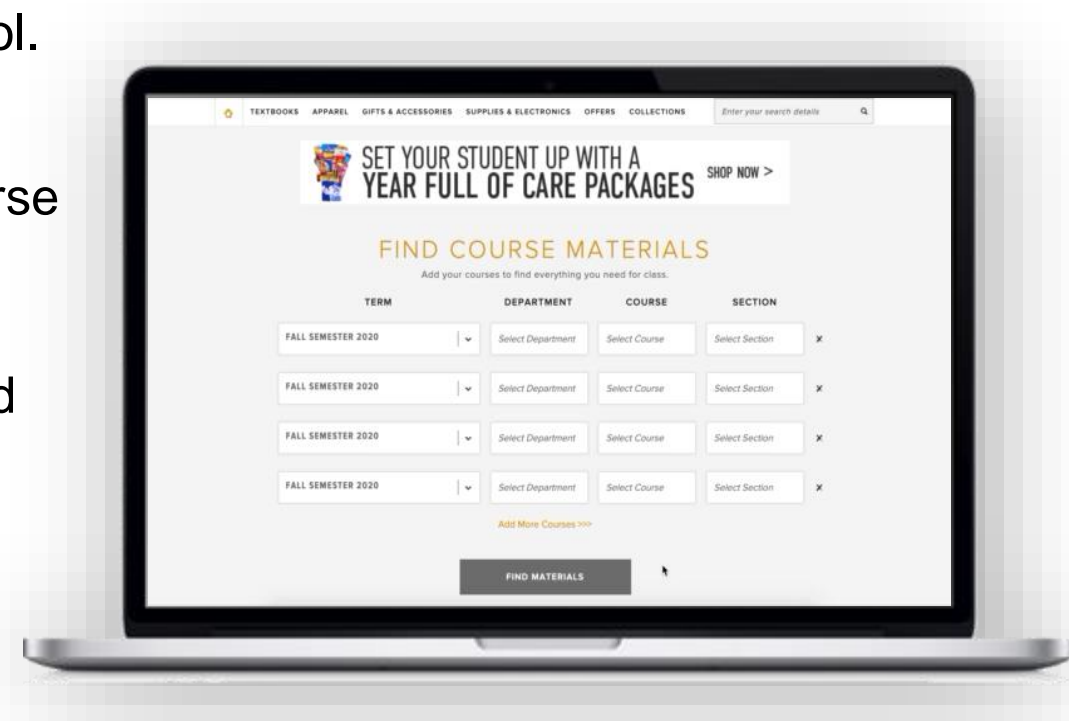 ol.
rse
d
TEXTBOOKS APPAREL GIFTS & ACCESSORIES SUPPLIES & ELECTRONICS OFFERS COLLECTIONS Enter your search details
SET YOUR STUDENT UP WITH A
YEAR FULL OF CARE PACKAGES SHOP NOW >
FIND COURSE MATERIALS
Add your courses to find everything you need for class.
TERM DEPARTMENT COURSE SECTION
FALL SEMESTER 2020 Select Department Select Course Select Section x
FALL SEMESTER 2020 Select Department Select Course Select Section x
FALL SEMESTER 2020 Select Department Select Course Select Section x
FALL SEMESTER 2020 Select Department Select Course Select Section x
Add More Courses >>>
FIND MATERIALS